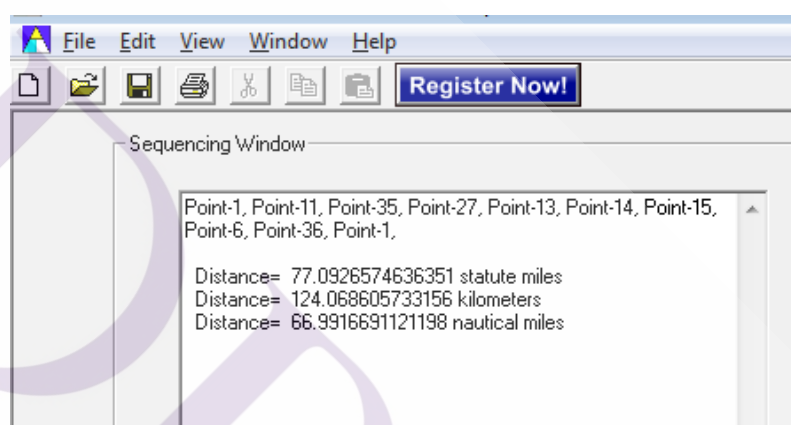 File Edit View Window Help
Register Now!
Sequencing Window
Point-1, Point-11, Point-35, Point-27, Point-13, Point-14, Point-15,
Point-6, Point-36, Point-1,
Distance= 77.0926574636351 statute miles
Distance= 124.068605733156 kilometers
Distance= 66.9916691121198 nautical miles